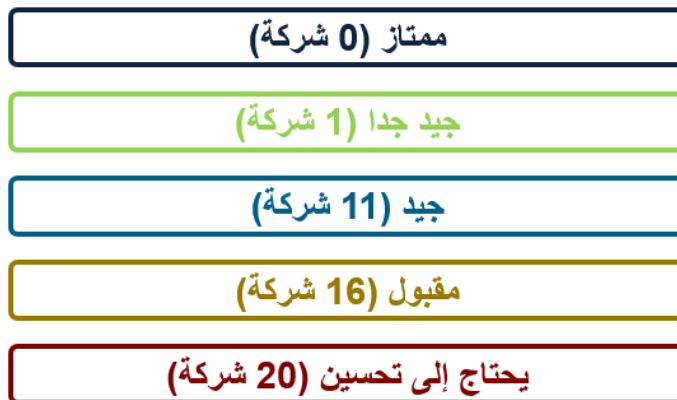 ممتاز (0 شركة)
جيد جدا (1 شركة)
جيد (11 شركة)
مقبول (16 شركة)
يحتاج إلى تحسين (20 شركة)